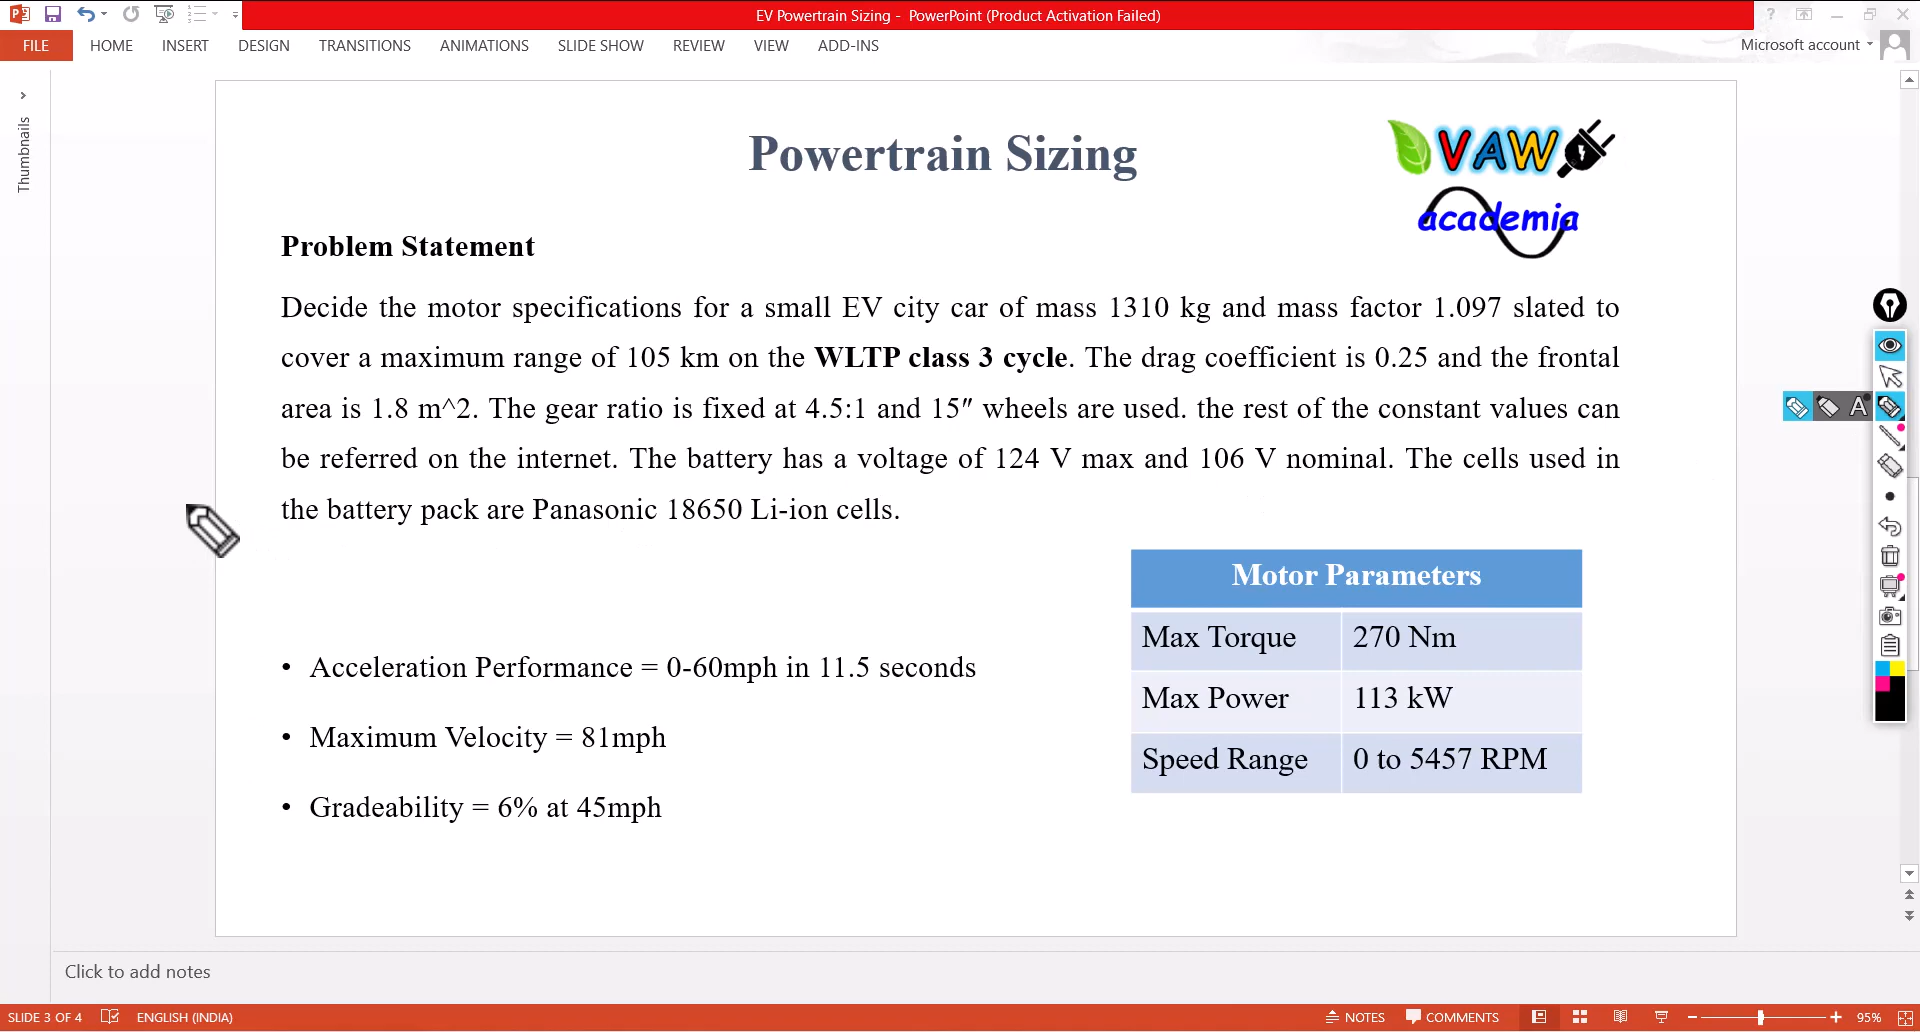 EV Powertrain Sizing - PowerPoint (Product Activation Failed)
FILE HOME INSERT DESIGN TRANSITIONS ANIMATIONS SLIDE SHOW REVIEW VIEW ADD-INS
Microsoft account
Thumbnails
Powertrain Sizing
VAW
academia
Problem Statement
Decide the motor specifications for a small EV city car of mass 1310 kg and mass factor 1.097 slated to
cover a maximum range of 105 km on the WLTP class 3 cycle. The drag coefficient is 0.25 and the frontal
area is 1.8 m^2. The gear ratio is fixed at 4.5:1 and 15″ wheels are used. the rest of the constant values can
be referred on the internet. The battery has a voltage of 124 V max and 106 V nominal. The cells used in
the battery pack are Panasonic 18650 Li-ion cells.
• Acceleration Performance = 0-60mph in 11.5 seconds
• Maximum Velocity = 81mph
• Gradeability = 6% at 45mph
Motor Parameters
Max Torque 270 Nm
Max Power 113 kW
Speed Range 0 to 5457 RPM
A
Click to add notes
SLIDE 3 OF 4 ENGLISH (INDIA) NOTES COMMENTS 95%